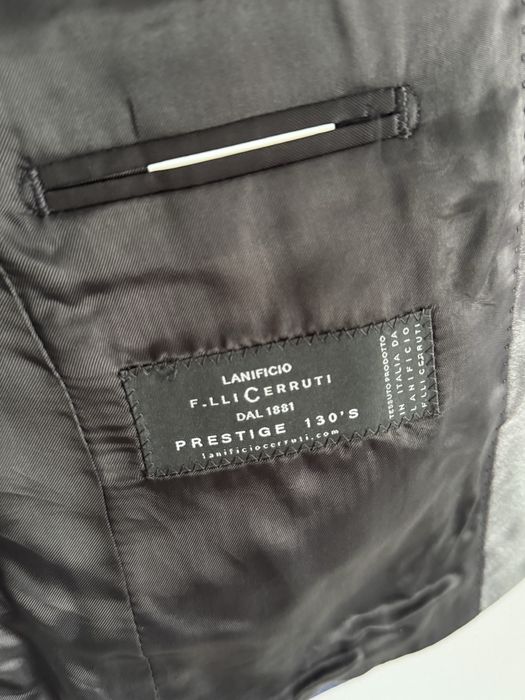 LANIFICIO
F.LLI CERRUTI
DAL 1881
PRESTIGE 130'S
lanificiocerruti.com
TESSUTO PRODOTTO
IN ITALIA DA
LANIFICIO
F.LLI CERRUTI